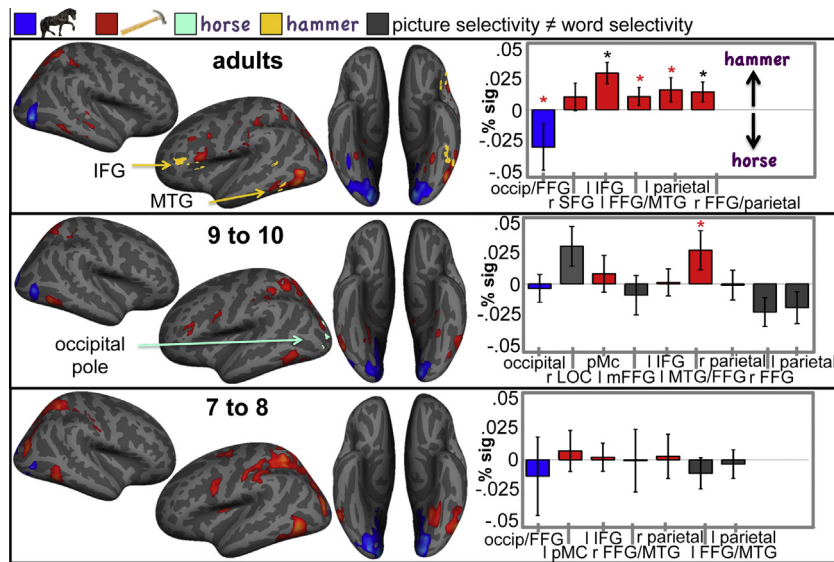 horse hammer picture selectivity ≠ word selectivity
adults
IFG
MTG
.05
.025
0
-.025
-.05
- % sig.
*
*
*
*
*
hammer
horse
occip/FFG l IFG l parietal
r SFG l FFG/MTG r FFG/parietal
9 to 10
occipital
pole
.05
.025
0
-.025
-.05
- % sig.
*
occipital pMc l IFG r parietal l parietal
r LOC l mFFG l MTG/FFG r FFG
7 to 8
.05
.025
0
-.025
-.05
- % sig.
occip/FFG l IFG r parietal l parietal
l pMC r FFG/MTG l FFG/MTG